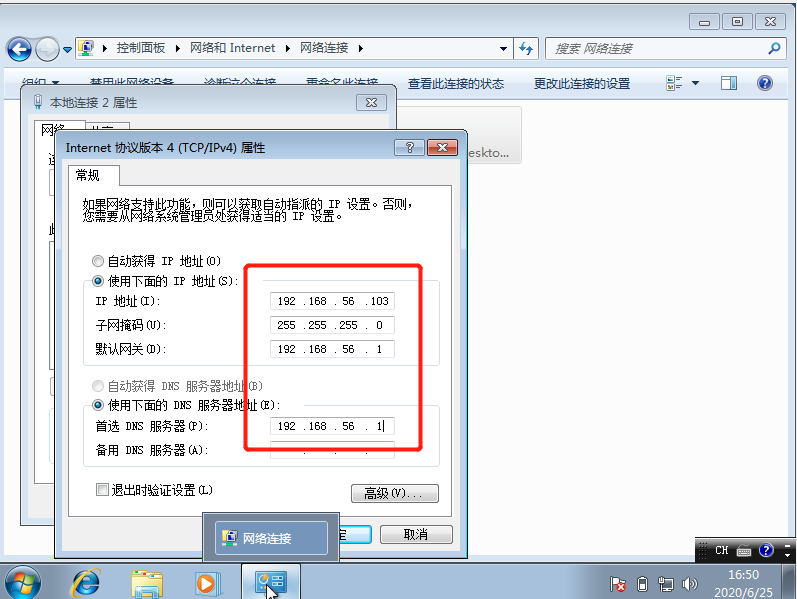 控制面板 网络和 Internet 网络连接
搜索 网络连接
组织 禁用此网络设备 诊断这个连接 重命名此连接 查看此连接的状态 更改此连接的设置
本地连接 2 属性
网络 共享
eskto...
Internet 协议版本 4 (TCP/IPv4) 属性
常规
如果网络支持此功能，则可以获取自动指派的 IP 设置。否则，
您需要从网络系统管理员处获得适当的 IP 设置。
自动获得 IP 地址(O)
使用下面的 IP 地址(S):
IP 地址(I): 192 .168 .56 .103
子网掩码(U): 255 .255 .255 . 0
默认网关(D): 192 .168 .56 . 1
自动获得 DNS 服务器地址(B)
使用下面的 DNS 服务器地址(E):
首选 DNS 服务器(P): 192 .168 .56 . 1
备用 DNS 服务器(A): . . .
退出时验证设置(L)
高级(V)...
取消
网络连接
CH
16:50
2020/6/25